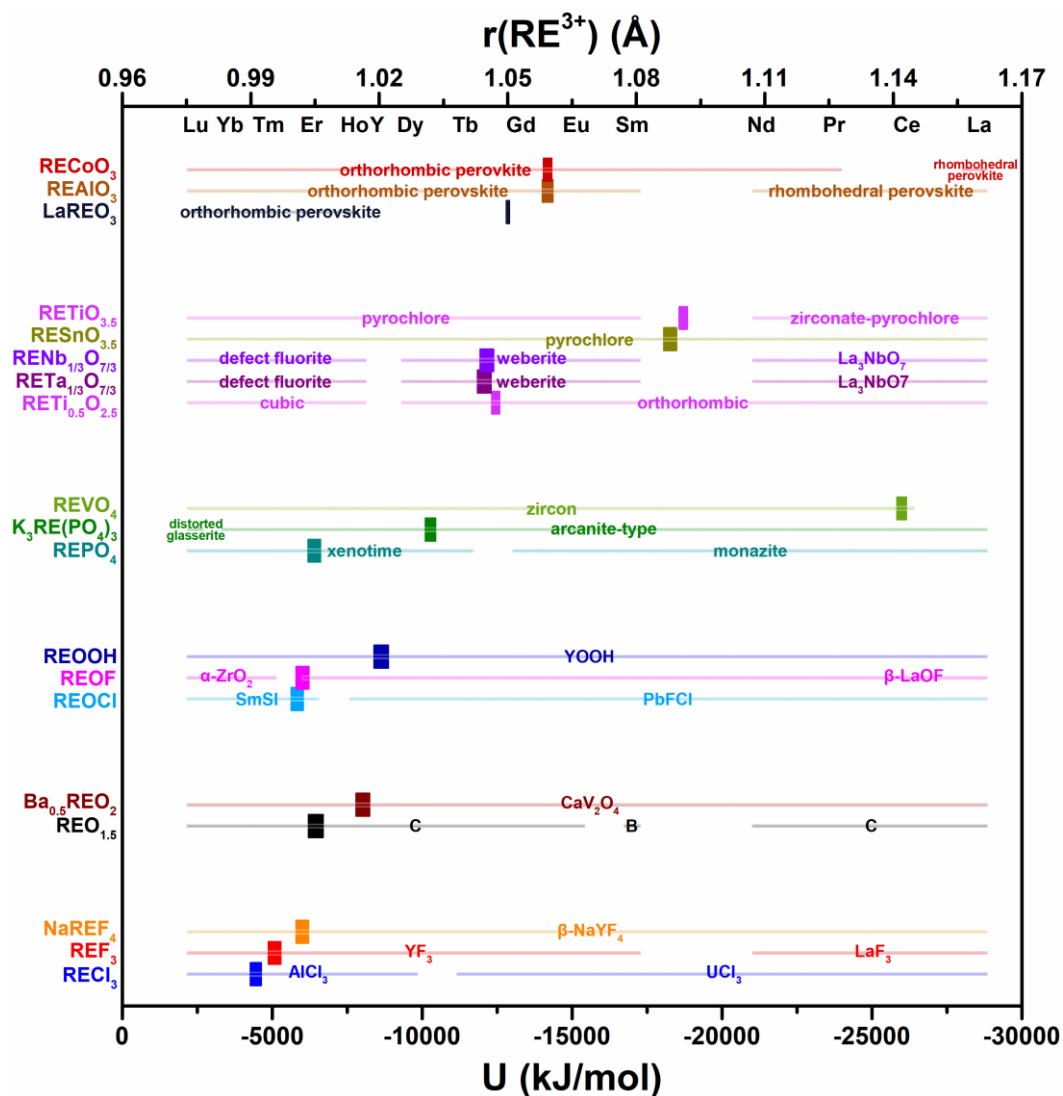 r(RE³⁺) (Å)
0.96 0.99 1.02 1.05 1.08 1.11 1.14 1.17
Lu Yb Tm Er Ho Y Dy Tb Gd Eu Sm Nd Pr Ce La
RECoO₃ orthorhombic perovkite rhombohedral
perovkite
REAlO₃ orthorhombic perovskite rhombohedral perovskite
LaREO₃ orthorhombic perovskite
RETiO₃.₅ pyrochlore zirconate-pyrochlore
RESnO₃.₅ pyrochlore
RENb₁/₃O₇/₃ defect fluorite weberite La₃NbO₇
RETa₁/₃O₇/₃ defect fluorite weberite La₃NbO7
RETi₀.₅O₂.₅ cubic orthorhombic
REVO₄ zircon
K₃RE(PO₄)₃ distorted
glasserite arcanite-type
REPO₄ xenotime monazite
REOOH YOOH
REOF α-ZrO₂ β-LaOF
REOCl SmSI PbFCl
Ba₀.₅REO₂ CaV₂O₄
REO₁.₅ C B C
NaREF₄ β-NaYF₄
REF₃ YF₃ LaF₃
RECl₃ AlCl₃ UCl₃
0 -5000 -10000 -15000 -20000 -25000 -30000
U (kJ/mol)